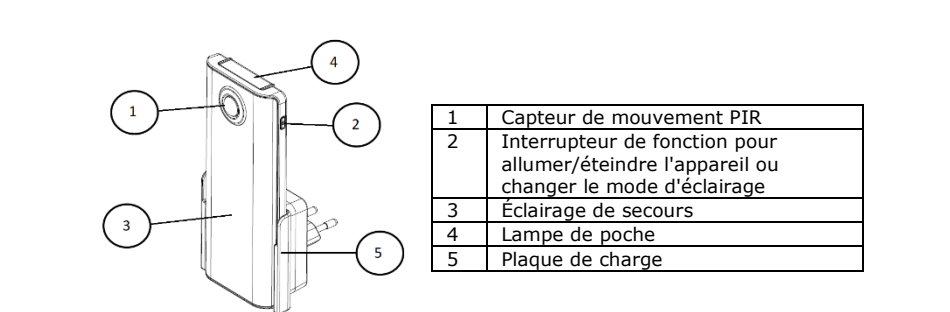 4
1
2
3
5
1 Capteur de mouvement PIR
2 Interrupteur de fonction pour
allumer/éteindre l'appareil ou
changer le mode d'éclairage
3 Éclairage de secours
4 Lampe de poche
5 Plaque de charge